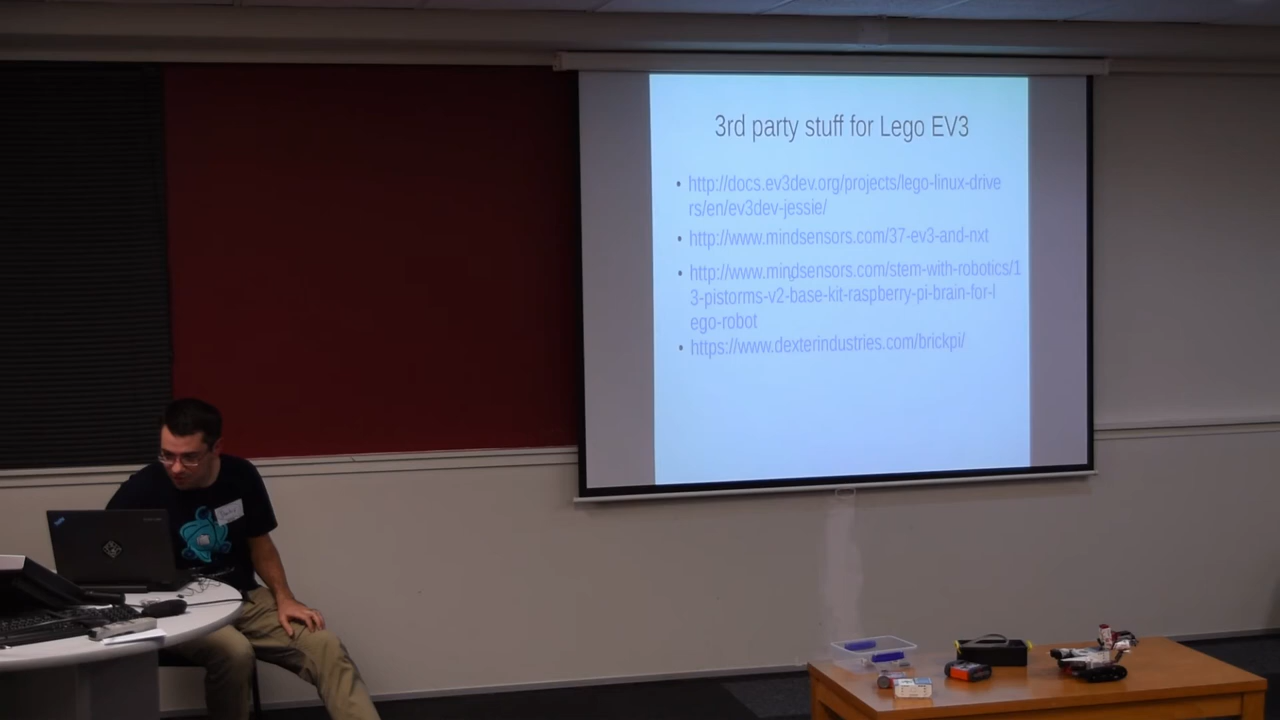 3rd party stuff for Lego EV3
• http://docs.ev3dev.org/projects/lego-linux-drive
rs/en/ev3dev-jessie/
• http://www.mindsensors.com/37-ev3-and-nxt
• http://www.mindsensors.com/stem-with-robotics/1
3-pistorms-v2-base-kit-raspberry-pi-brain-for-l
ego-robot
• https://www.dexterindustries.com/brickpi/